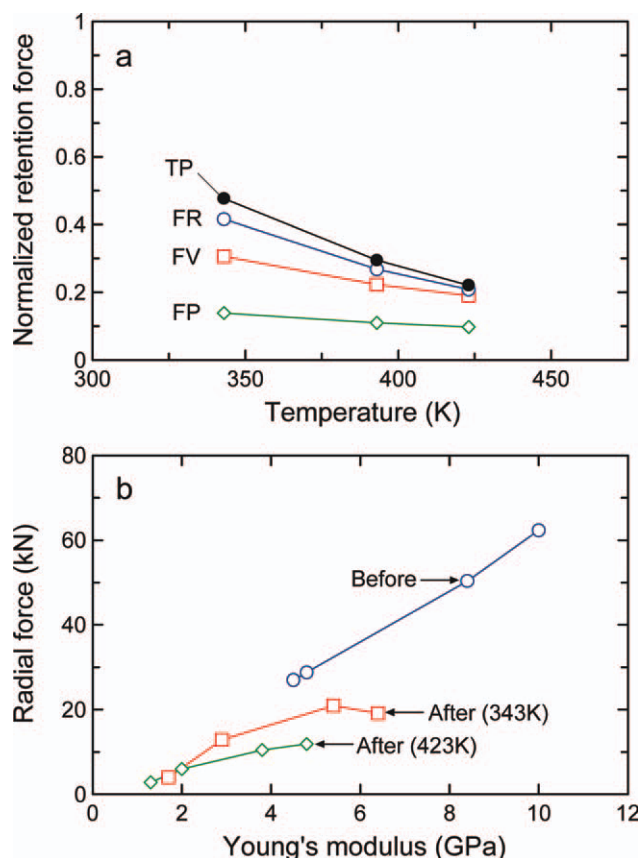 1
a
0.8
Normalized retention force
0.6
TP
0.4
FR
FV
0.2
FP
0
300 350 400 450
Temperature (K)
80
b
60
Before
Radial force (kN)
40
20
After (343K)
After (423K)
0
0 2 4 6 8 10 12
Young's modulus (GPa)